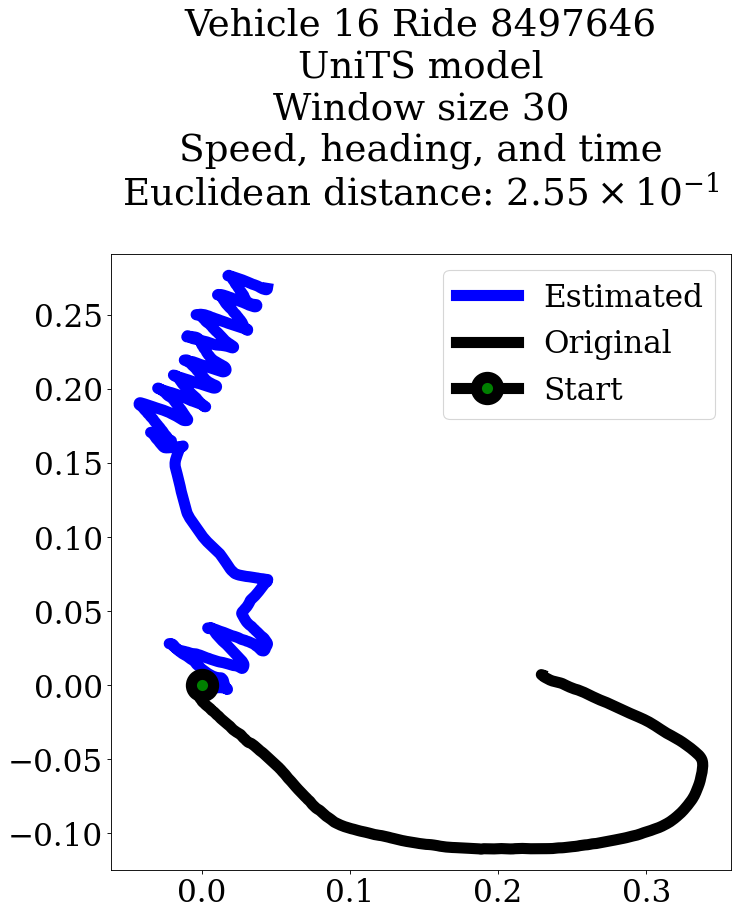 Vehicle 16 Ride 8497646
UniTS model
Window size 30
Speed, heading, and time
Euclidean distance: $2.55 \times 10^{-1}$
Estimated
Original
Start
0.25
0.20
0.15
0.10
0.05
0.00
−0.05
−0.10
0.0 0.1 0.2 0.3